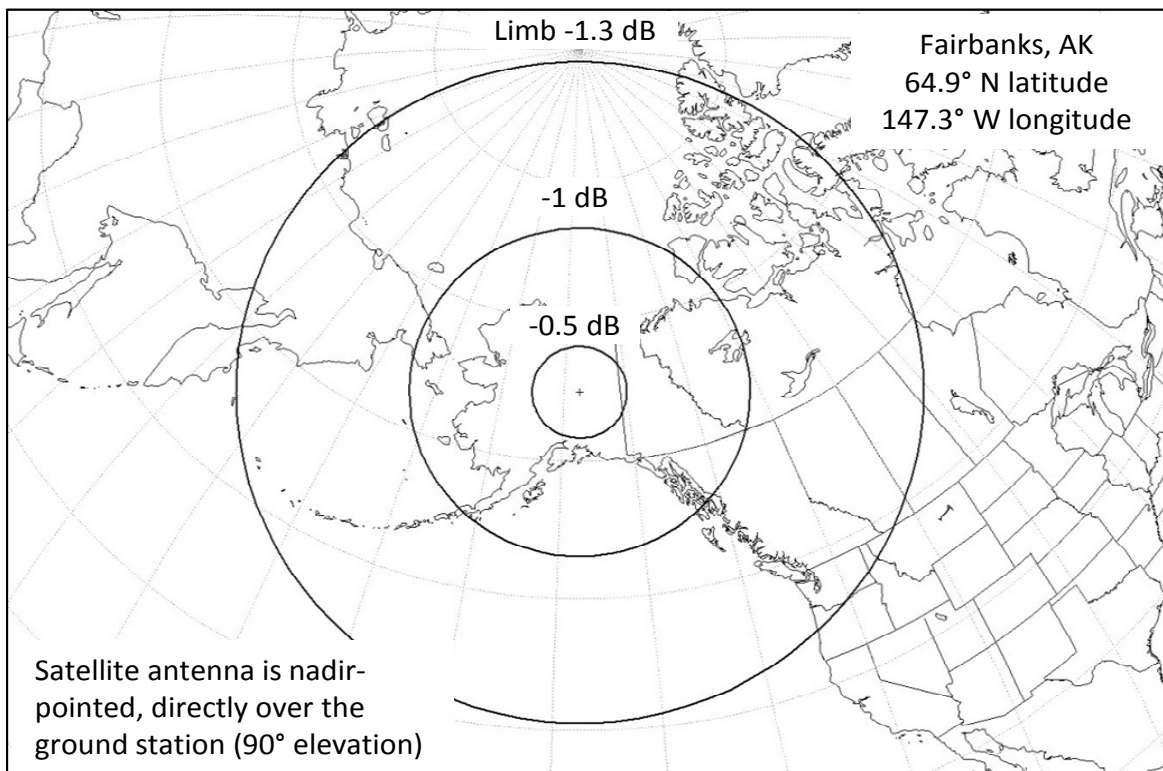 Limb -1.3 dB
Fairbanks, AK
64.9° N latitude
147.3° W longitude
-1 dB
-0.5 dB
Satellite antenna is nadir-
pointed, directly over the
ground station (90° elevation)